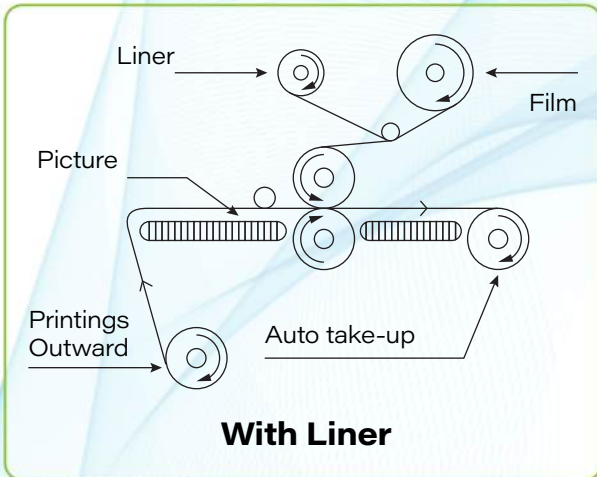 Liner
Film
Picture
Printings
Outward
Auto take-up
With Liner